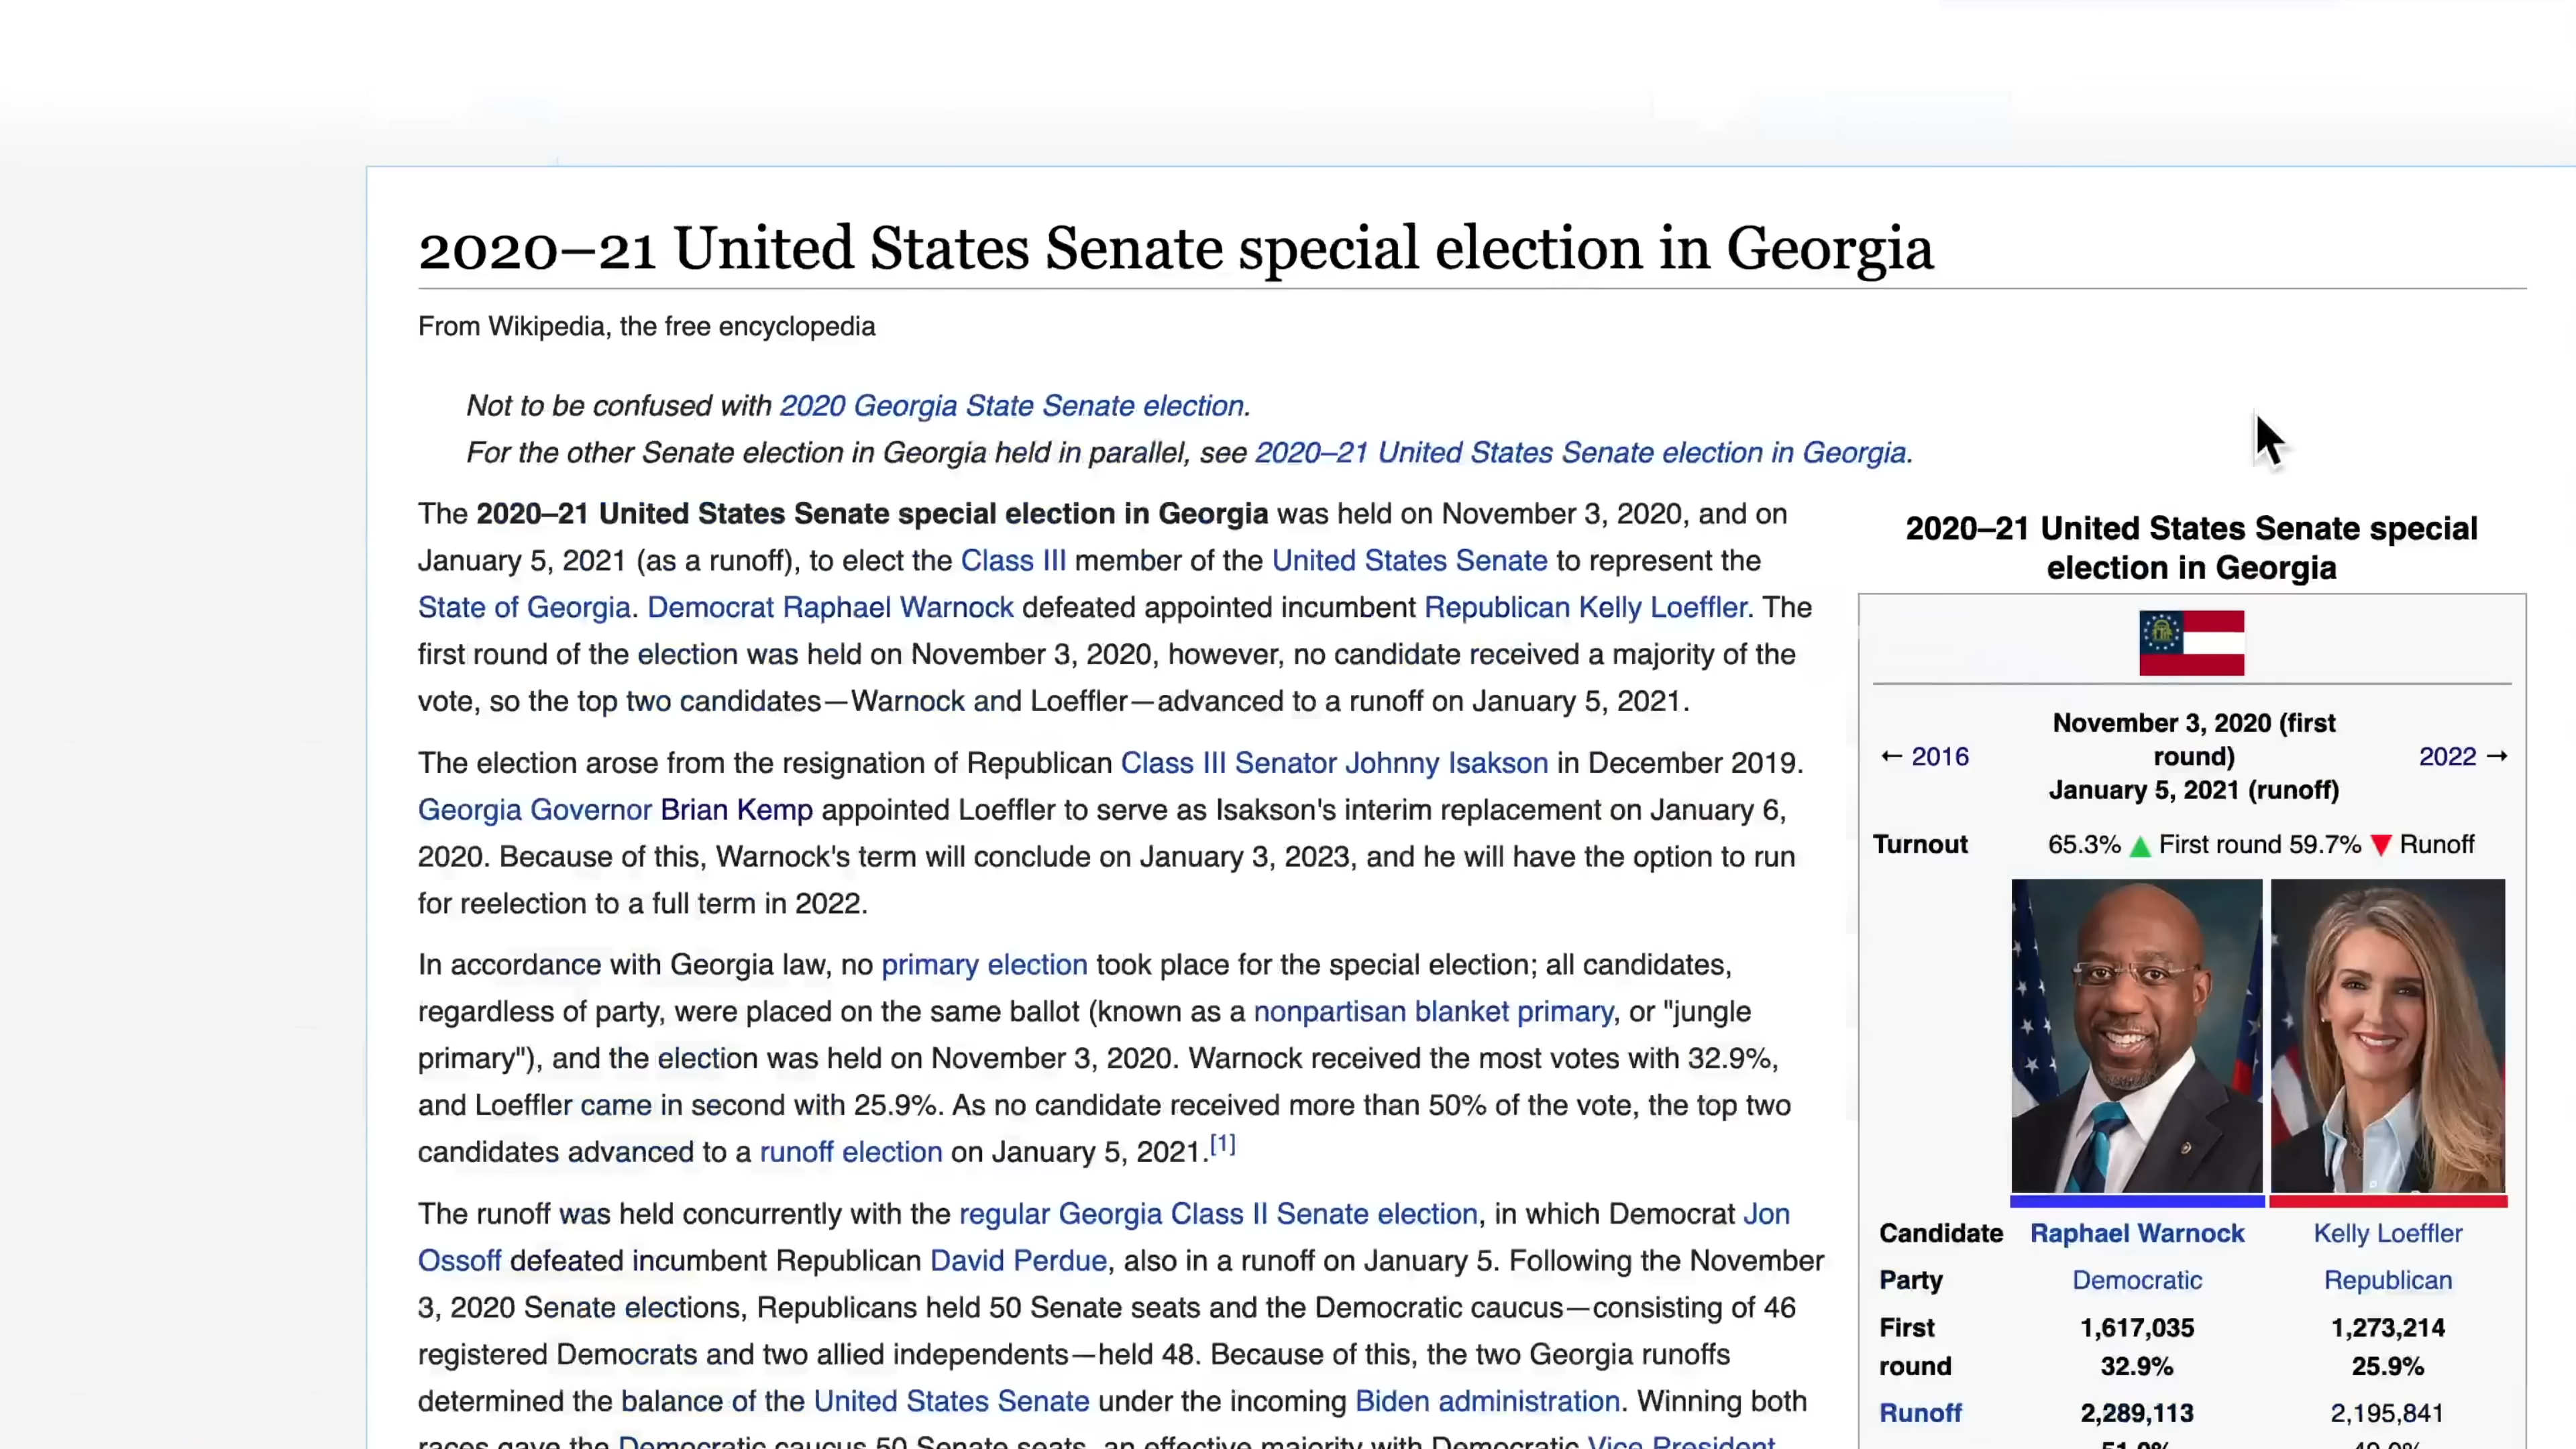 2020–21 United States Senate special election in Georgia
From Wikipedia, the free encyclopedia
Not to be confused with 2020 Georgia State Senate election.
For the other Senate election in Georgia held in parallel, see 2020–21 United States Senate election in Georgia.
The 2020–21 United States Senate special election in Georgia was held on November 3, 2020, and on
January 5, 2021 (as a runoff), to elect the Class III member of the United States Senate to represent the
State of Georgia. Democrat Raphael Warnock defeated appointed incumbent Republican Kelly Loeffler. The
first round of the election was held on November 3, 2020, however, no candidate received a majority of the
vote, so the top two candidates—Warnock and Loeffler—advanced to a runoff on January 5, 2021.
The election arose from the resignation of Republican Class III Senator Johnny Isakson in December 2019.
Georgia Governor Brian Kemp appointed Loeffler to serve as Isakson's interim replacement on January 6,
2020. Because of this, Warnock's term will conclude on January 3, 2023, and he will have the option to run
for reelection to a full term in 2022.
In accordance with Georgia law, no primary election took place for the special election; all candidates,
regardless of party, were placed on the same ballot (known as a nonpartisan blanket primary, or "jungle
primary"), and the election was held on November 3, 2020. Warnock received the most votes with 32.9%,
and Loeffler came in second with 25.9%. As no candidate received more than 50% of the vote, the top two
candidates advanced to a runoff election on January 5, 2021.[1]
The runoff was held concurrently with the regular Georgia Class II Senate election, in which Democrat Jon
Ossoff defeated incumbent Republican David Perdue, also in a runoff on January 5. Following the November
3, 2020 Senate elections, Republicans held 50 Senate seats and the Democratic caucus—consisting of 46
registered Democrats and two allied independents—held 48. Because of this, the two Georgia runoffs
determined the balance of the United States Senate under the incoming Biden administration. Winning both
races gave the Democratic caucus 50 Senate seats, an effective majority with Democratic Vice President
2020–21 United States Senate special
election in Georgia
November 3, 2020 (first
← 2016 round) 2022 →
January 5, 2021 (runoff)
Turnout 65.3% ▲ First round 59.7% ▼ Runoff
Candidate Raphael Warnock Kelly Loeffler
Party Democratic Republican
First 1,617,035 1,273,214
round 32.9% 25.9%
Runoff 2,289,113 2,195,841
51.0% 49.0%